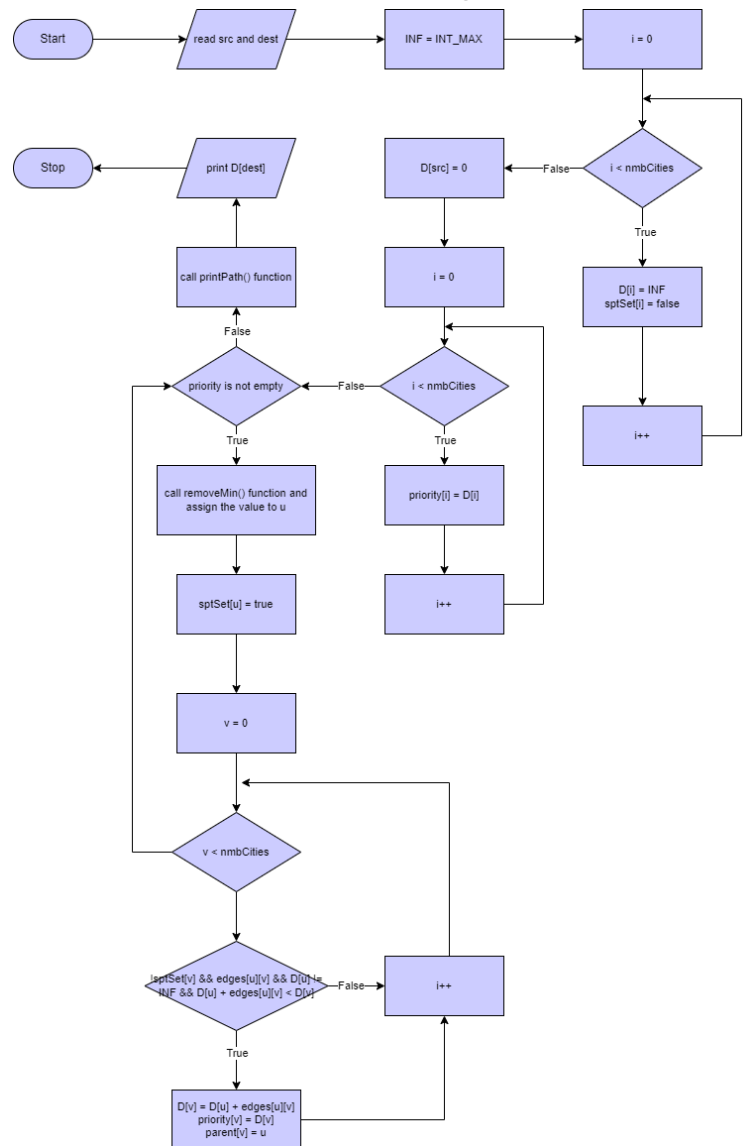 Start
read src and dest
INF = INT_MAX
i = 0
i < nmbCities
True
D[i] = INF
sptSet[i] = false
i++
False
D[src] = 0
i = 0
i < nmbCities
True
priority[i] = D[i]
i++
False
priority is not empty
False
call printPath() function
print D[dest]
Stop
True
call removeMin() function and
assign the value to u
sptSet[u] = true
v = 0
v < nmbCities
!sptSet[v] && edges[u][v] && D[u] !=
INF && D[u] + edges[u][v] < D[v]
False
i++
True
D[v] = D[u] + edges[u][v]
priority[v] = D[v]
parent[v] = u